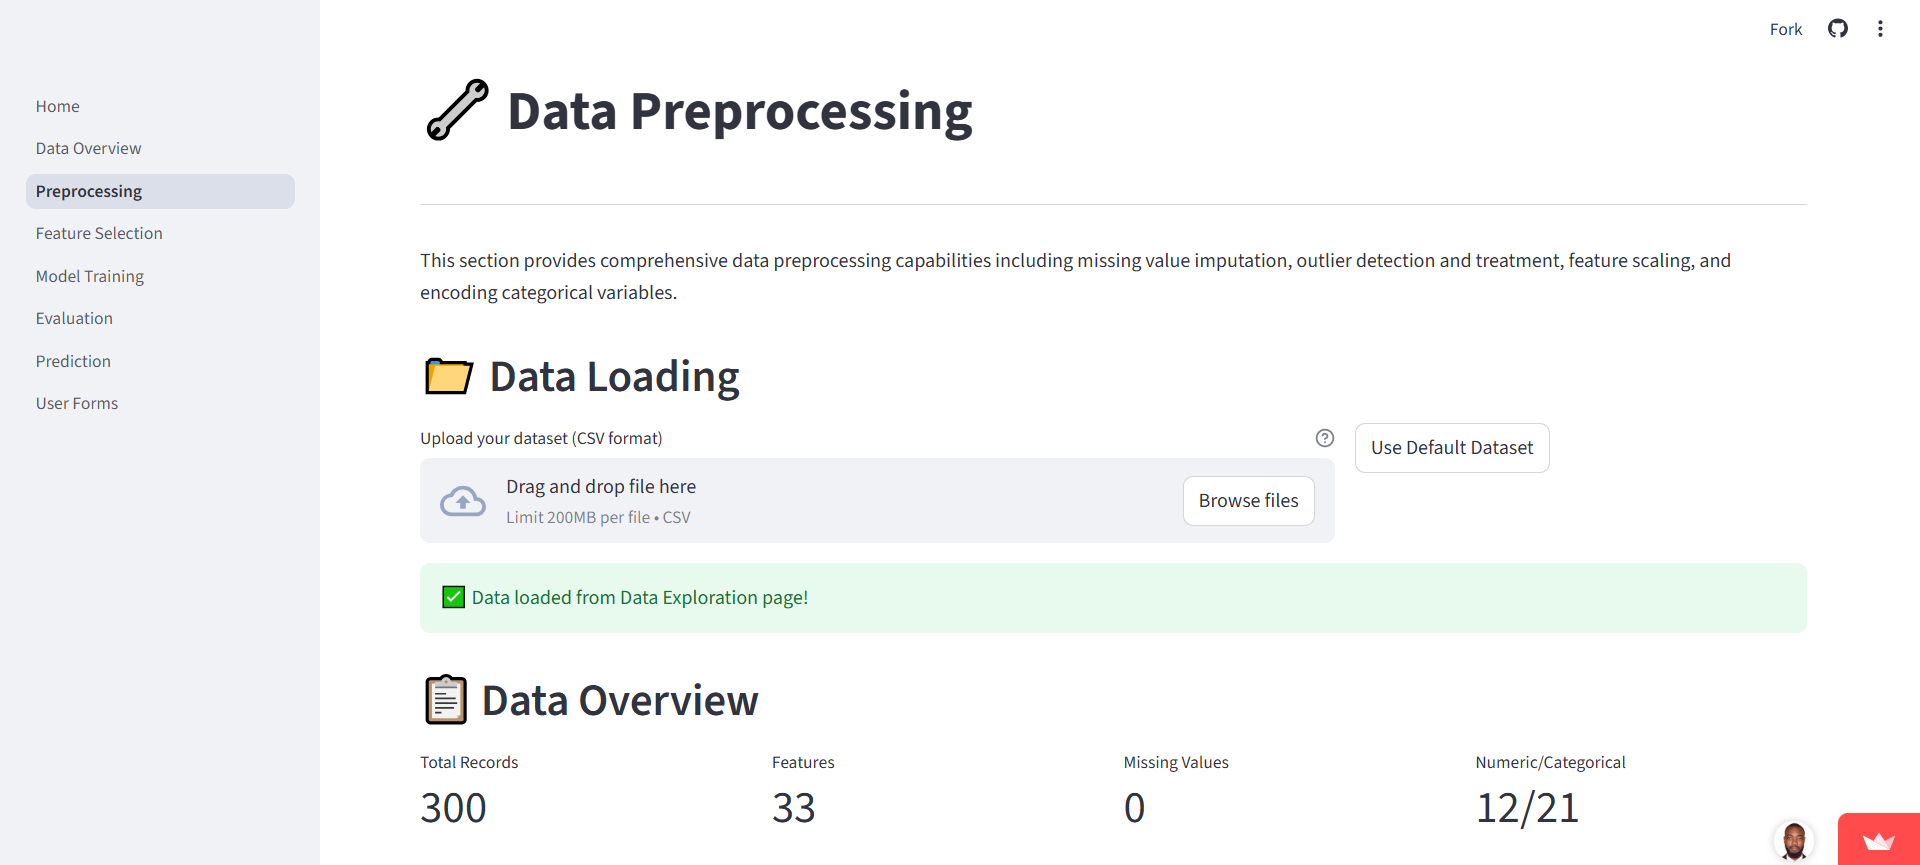 Fork
Home
Data Overview
Preprocessing
Feature Selection
Model Training
Evaluation
Prediction
User Forms
Data Preprocessing
This section provides comprehensive data preprocessing capabilities including missing value imputation, outlier detection and treatment, feature scaling, and
encoding categorical variables.
Data Loading
Upload your dataset (CSV format)
Use Default Dataset
Drag and drop file here
Limit 200MB per file • CSV
Browse files
Data loaded from Data Exploration page!
Data Overview
Total Records
300
Features
33
Missing Values
0
Numeric/Categorical
12/21